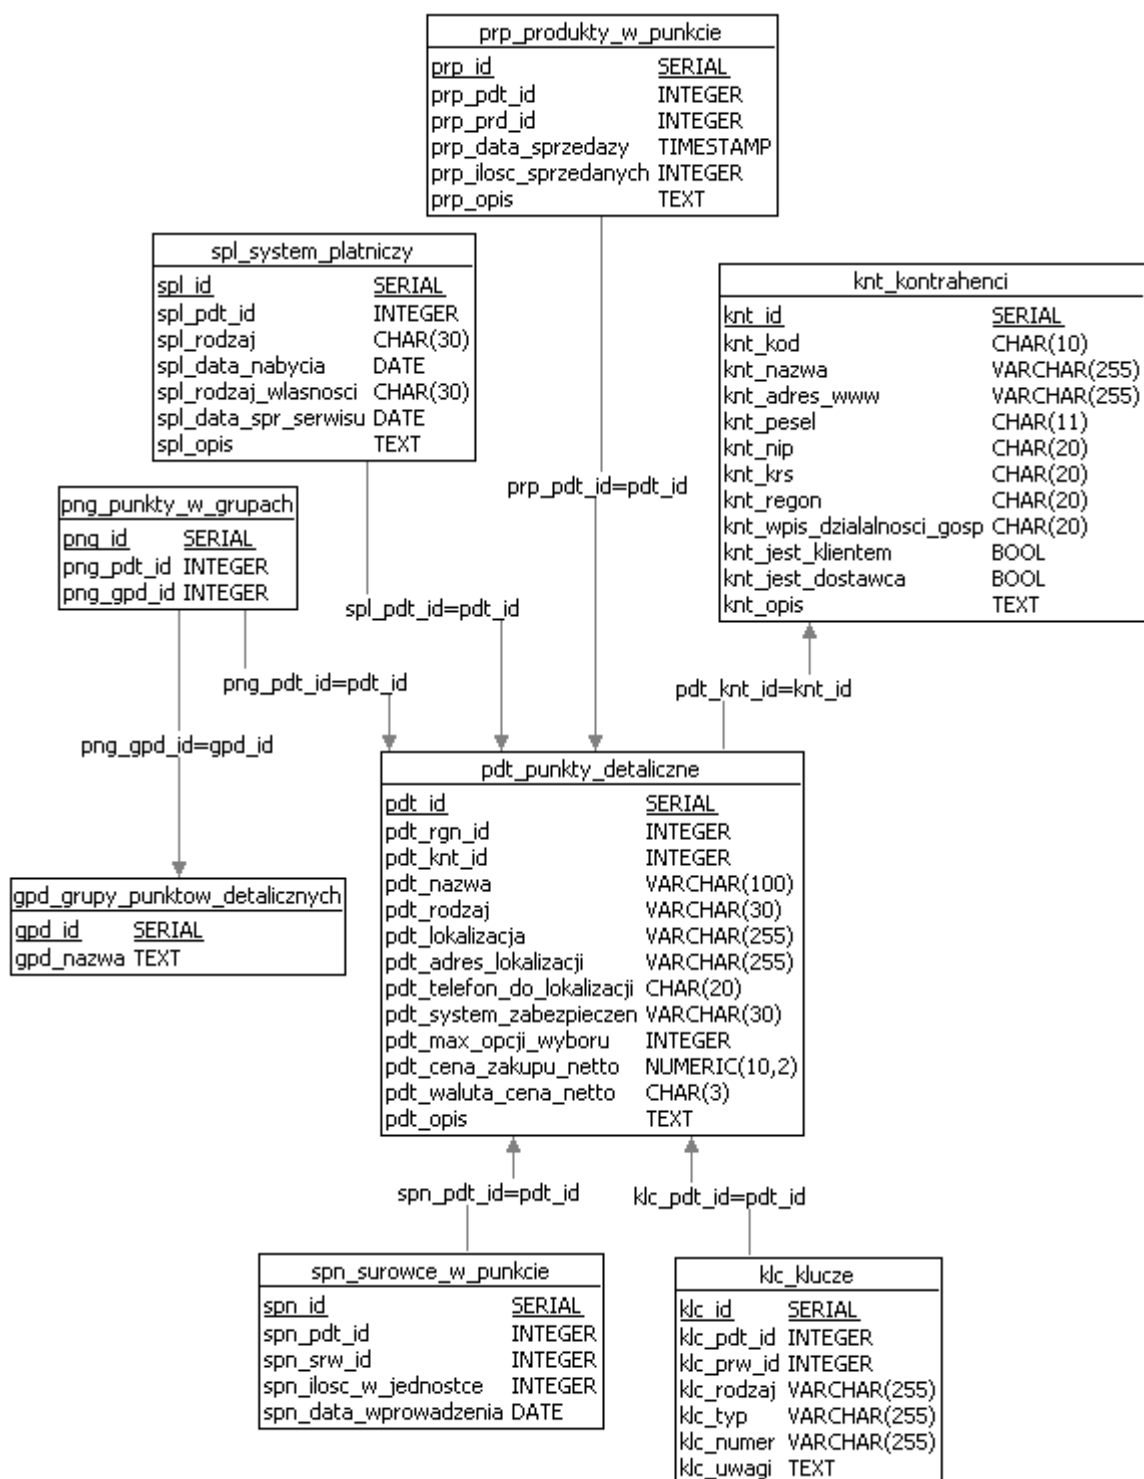 prp_produkty_w_punkcie
prp_id SERIAL
prp_pdt_id INTEGER
prp_prd_id INTEGER
prp_data_sprzedazy TIMESTAMP
prp_ilosc_sprzedanych INTEGER
prp_opis TEXT
spl_system_platniczy
spl_id SERIAL
spl_pdt_id INTEGER
spl_rodzaj CHAR(30)
spl_data_nabycia DATE
spl_rodzaj_wlasnosci CHAR(30)
spl_data_spr_serwisu DATE
spl_opis TEXT
knt_kontrahenci
knt_id SERIAL
knt_kod CHAR(10)
knt_nazwa VARCHAR(255)
knt_adres_www VARCHAR(255)
knt_pesel CHAR(11)
knt_nip CHAR(20)
knt_krs CHAR(20)
knt_regon CHAR(20)
knt_wpis_dzialalnosci_gosp CHAR(20)
knt_jest_klientem BOOL
knt_jest_dostawca BOOL
knt_opis TEXT
png_punkty_w_grupach
png_id SERIAL
png_pdt_id INTEGER
png_gpd_id INTEGER
prp_pdt_id=pdt_id
spl_pdt_id=pdt_id
png_pdt_id=pdt_id
pdt_knt_id=knt_id
png_gpd_id=gpd_id
pdt_punkty_detaliczne
pdt_id SERIAL
pdt_rgn_id INTEGER
pdt_knt_id INTEGER
pdt_nazwa VARCHAR(100)
pdt_rodzaj VARCHAR(30)
pdt_lokalizacja VARCHAR(255)
pdt_adres_lokalizacji VARCHAR(255)
pdt_telefon_do_lokalizacji CHAR(20)
pdt_system_zabezpieczen VARCHAR(30)
pdt_max_opcji_wyboru INTEGER
pdt_cena_zakupu_netto NUMERIC(10,2)
pdt_waluta_cena_netto CHAR(3)
pdt_opis TEXT
gpd_grupy_punktow_detalicznych
gpd_id SERIAL
gpd_nazwa TEXT
spn_pdt_id=pdt_id
klc_pdt_id=pdt_id
spn_surowce_w_punkcie
spn_id SERIAL
spn_pdt_id INTEGER
spn_srw_id INTEGER
spn_ilosc_w_jednostce INTEGER
spn_data_wprowadzenia DATE
klc_klucze
klc_id SERIAL
klc_pdt_id INTEGER
klc_prw_id INTEGER
klc_rodzaj VARCHAR(255)
klc_typ VARCHAR(255)
klc_numer VARCHAR(255)
klc_uwagi TEXT